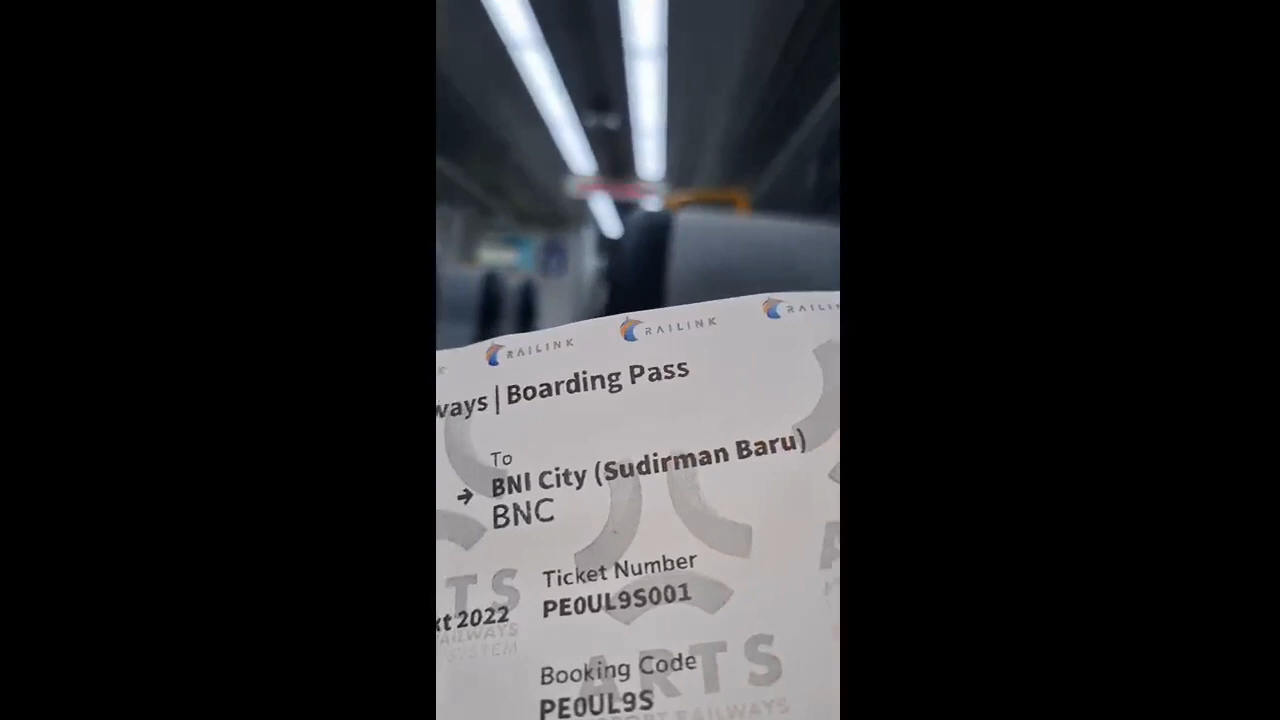 RAILINK RAILINK RAILINK
ways | Boarding Pass
To
→ BNI City (Sudirman Baru)
BNC
Ticket Number
PE0UL9S001
kt 2022
Booking Code
PE0UL9S
ARTS